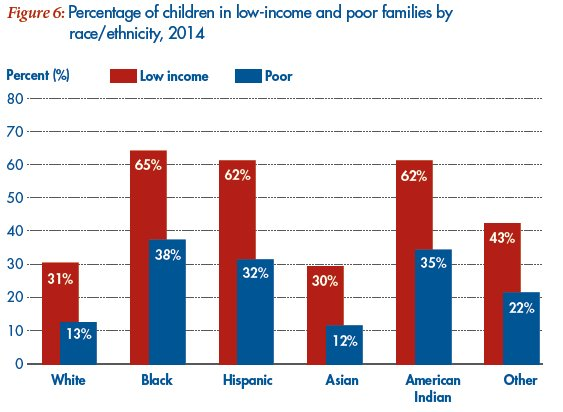 Figure 6: Percentage of children in low-income and poor families by
race/ethnicity, 2014
Percent (%)
Low income
Poor
80
70
60
50
40
30
20
10
0
31%
13%
65%
38%
62%
32%
30%
12%
62%
35%
43%
22%
White
Black
Hispanic
Asian
American
Indian
Other